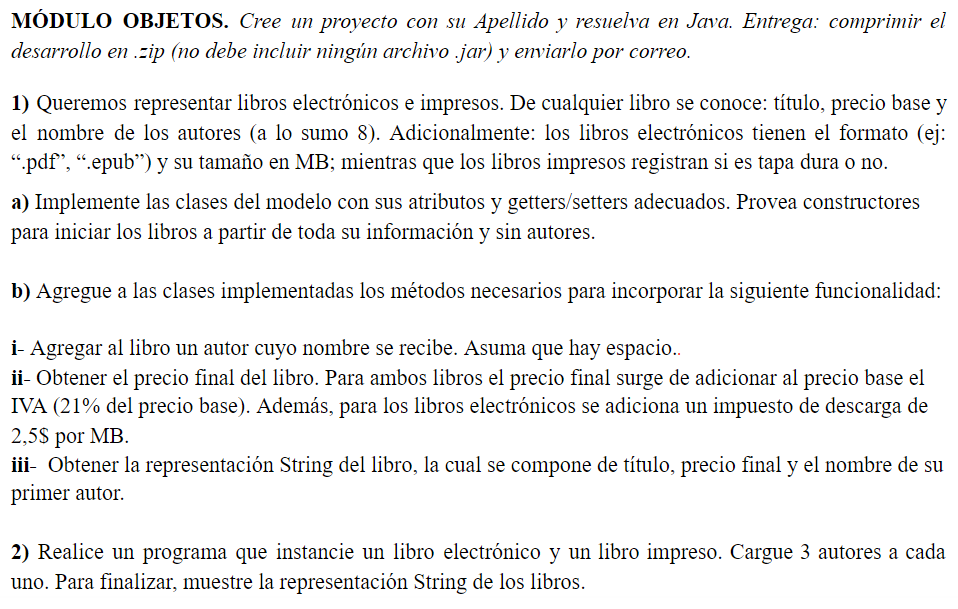 MÓDULO OBJETOS. Cree un proyecto con su Apellido y resuelva en Java. Entrega: comprimir el
desarrollo en .zip (no debe incluir ningún archivo .jar) y enviarlo por correo.
1) Queremos representar libros electrónicos e impresos. De cualquier libro se conoce: título, precio base y
el nombre de los autores (a lo sumo 8). Adicionalmente: los libros electrónicos tienen el formato (ej:
“.pdf”, “.epub”) y su tamaño en MB; mientras que los libros impresos registran si es tapa dura o no.
a) Implemente las clases del modelo con sus atributos y getters/setters adecuados. Provea constructores
para iniciar los libros a partir de toda su información y sin autores.
b) Agregue a las clases implementadas los métodos necesarios para incorporar la siguiente funcionalidad:
i- Agregar al libro un autor cuyo nombre se recibe. Asuma que hay espacio..
ii- Obtener el precio final del libro. Para ambos libros el precio final surge de adicionar al precio base el
IVA (21% del precio base). Además, para los libros electrónicos se adiciona un impuesto de descarga de
2,5$ por MB.
iii- Obtener la representación String del libro, la cual se compone de título, precio final y el nombre de su
primer autor.
2) Realice un programa que instancie un libro electrónico y un libro impreso. Cargue 3 autores a cada
uno. Para finalizar, muestre la representación String de los libros.